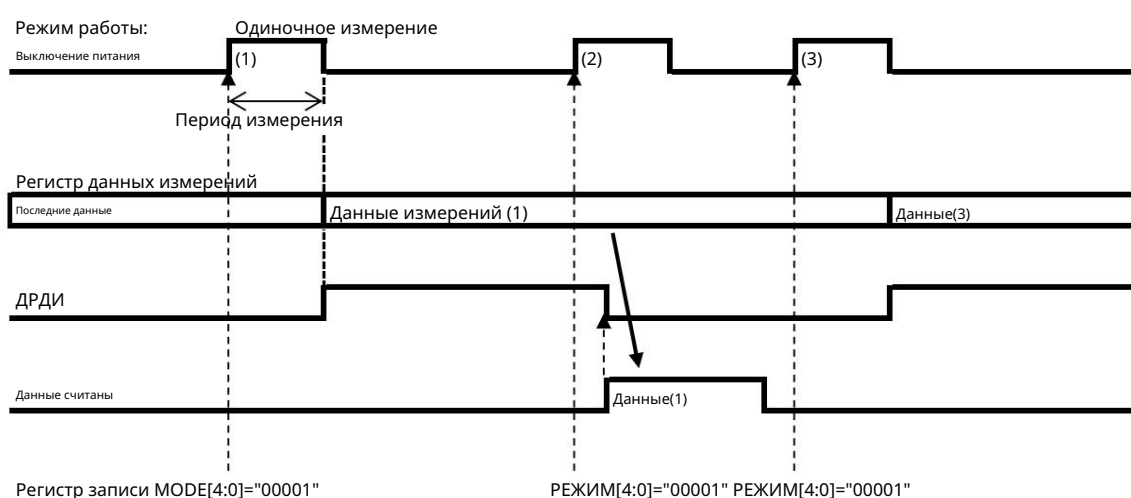 Режим работы:
Одиночное измерение
Выключение питания
(1)
(2)
(3)
Период измерения
Регистр данных измерений
Последние данные
Данные измерений (1)
Данные(3)
ДРДИ
Данные считаны
Данные(1)
Регистр записи MODE[4:0]="00001"
РЕЖИМ[4:0]="00001" РЕЖИМ[4:0]="00001"